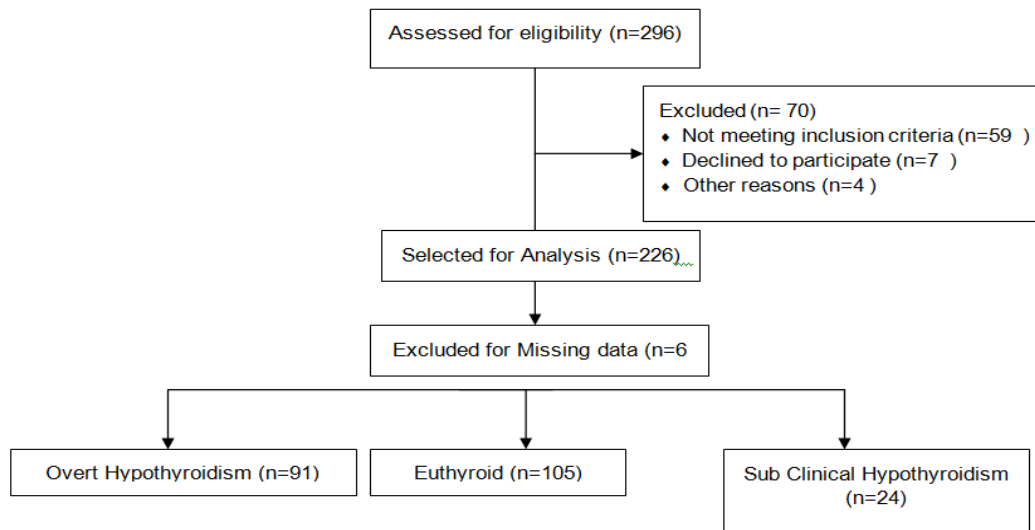 Assessed for eligibility (n=296)
Excluded (n= 70)
♦ Not meeting inclusion criteria (n=59 )
♦ Declined to participate (n=7 )
♦ Other reasons (n=4 )
Selected for Analysis (n=226)
Excluded for Missing data (n=6
Overt Hypothyroidism (n=91)
Euthyroid (n=105)
Sub Clinical Hypothyroidism
(n=24)